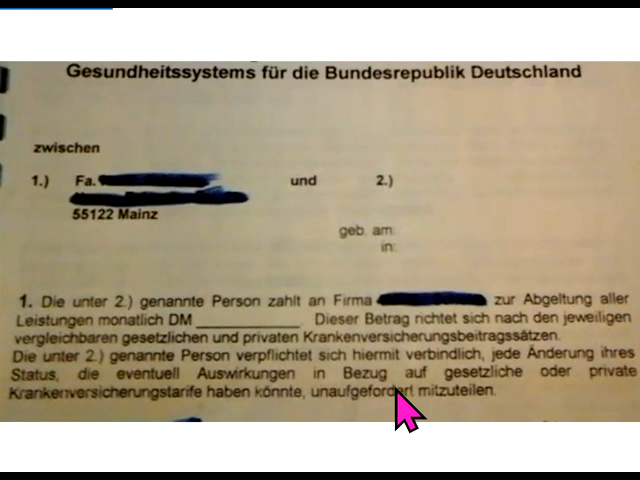 Gesundheitssystems für die Bundesrepublik Deutschland
zwischen
1.) Fa. und 2.)
55122 Mainz
geb. am:
in:
1. Die unter 2.) genannte Person zahlt an Firma zur Abgeltung aller
Leistungen monatlich DM ____________. Dieser Betrag richtet sich nach den jeweiligen
vergleichbaren gesetzlichen und privaten Krankenversicherungsbeitragssätzen.
Die unter 2.) genannte Person verpflichtet sich hiermit verbindlich, jede Änderung ihres
Status, die eventuell Auswirkungen in Bezug auf gesetzliche oder private
Krankenversicherungstarife haben könnte, unaufgefordert mitzuteilen.